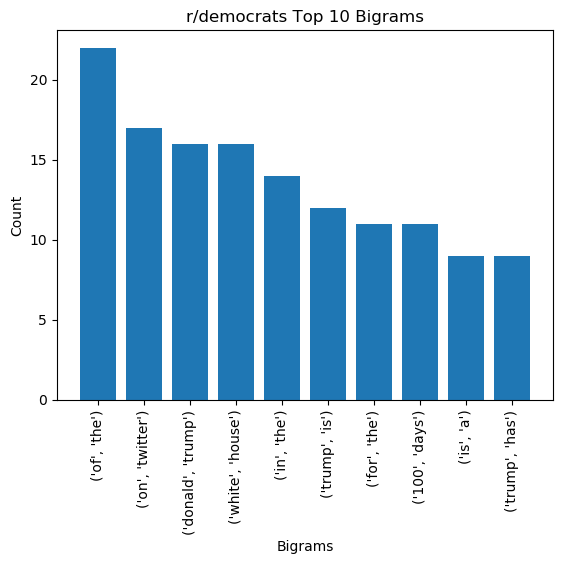 r/democrats Top 10 Bigrams
Count
20
15
10
5
0
('of', 'the')
('on', 'twitter')
('donald', 'trump')
('white', 'house')
('in', 'the')
('trump', 'is')
('for', 'the')
('100', 'days')
('is', 'a')
('trump', 'has')
Bigrams